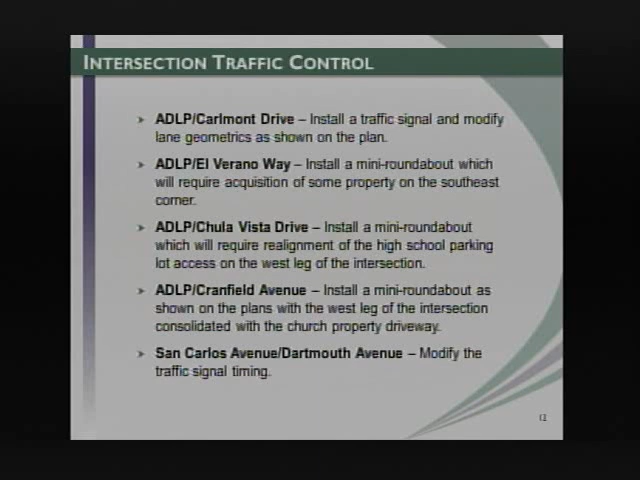 INTERSECTION TRAFFIC CONTROL
ADLP/Carlmont Drive – Install a traffic signal and modify
lane geometrics as shown on the plan.
ADLP/El Verano Way – Install a mini-roundabout which
will require acquisition of some property on the southeast
corner.
ADLP/Chula Vista Drive – Install a mini-roundabout
which will require realignment of the high school parking
lot access on the west leg of the intersection.
ADLP/Cranfield Avenue – Install a mini-roundabout as
shown on the plans with the west leg of the intersection
consolidated with the church property driveway.
San Carlos Avenue/Dartmouth Avenue – Modify the
traffic signal timing.
12